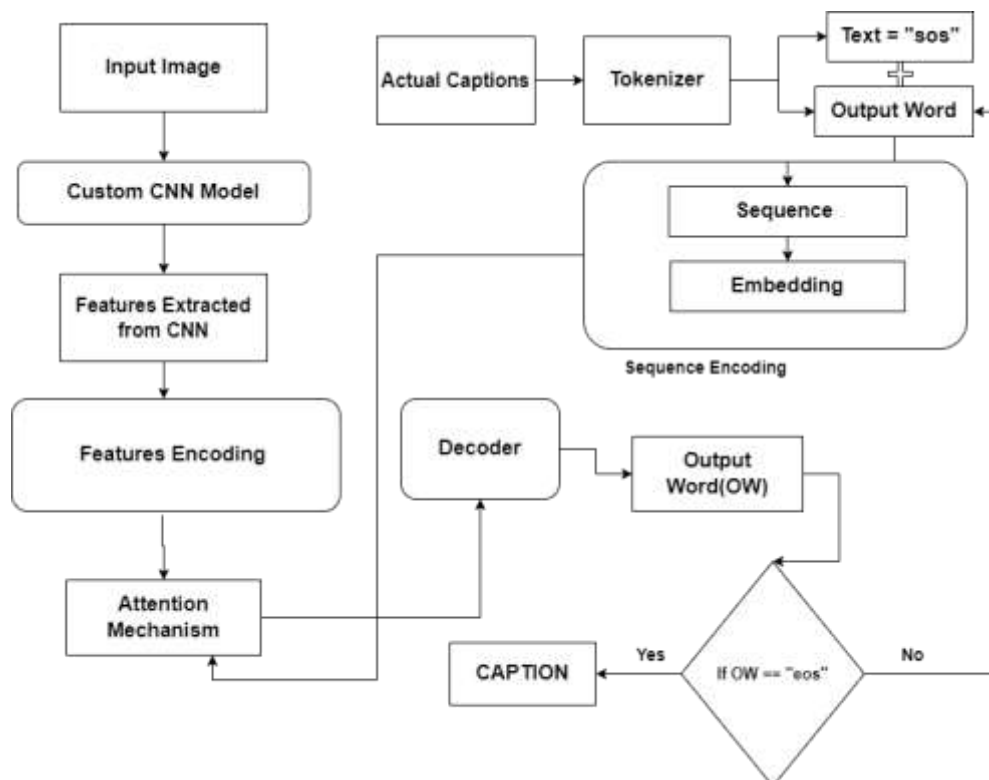 Input Image
Custom CNN Model
Features Extracted
from CNN
Features Encoding
Attention
Mechanism
Actual Captions
Tokenizer
Text = "sos"
Output Word
Sequence
Embedding
Sequence Encoding
Decoder
Output
Word(OW)
If OW == "eos"
Yes
No
CAPTION